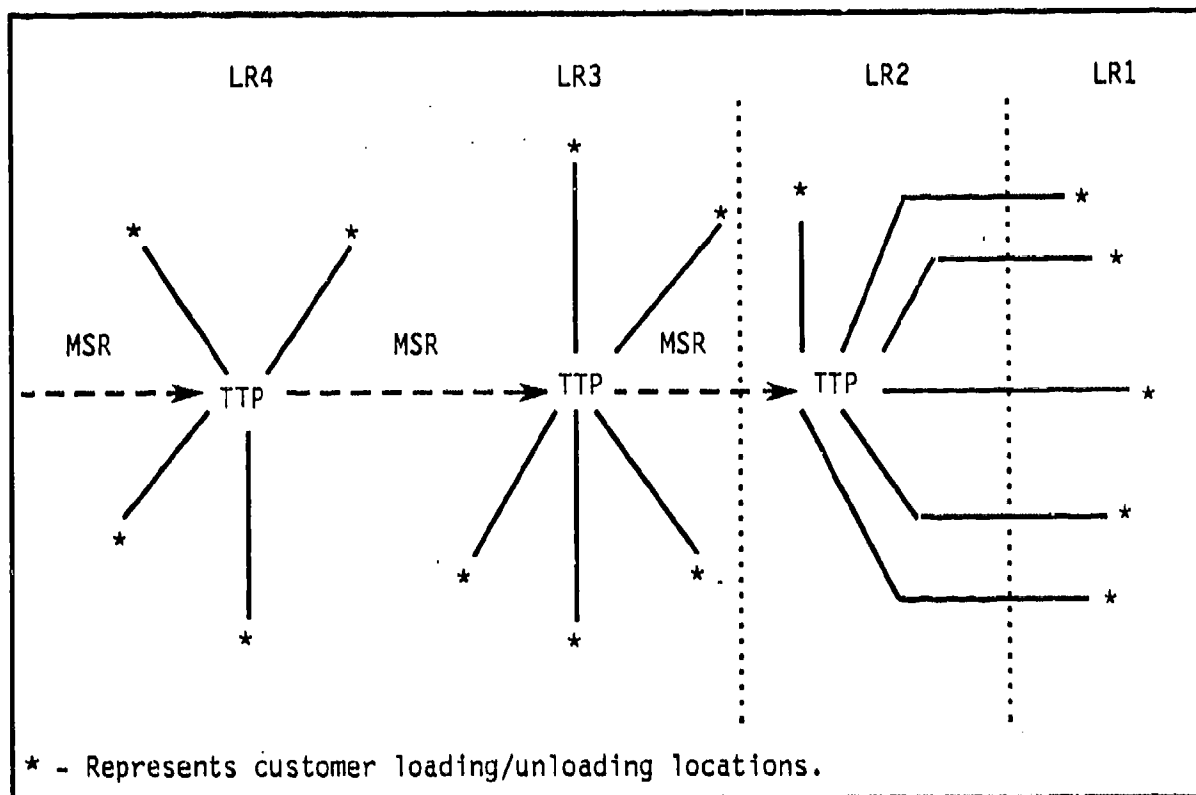 LR4 LR3 LR2 LR1
* *
* * * *
*
MSR MSR MSR
TTP TTP TTP
*
* *
* * *
* *
* - Represents customer loading/unloading locations.